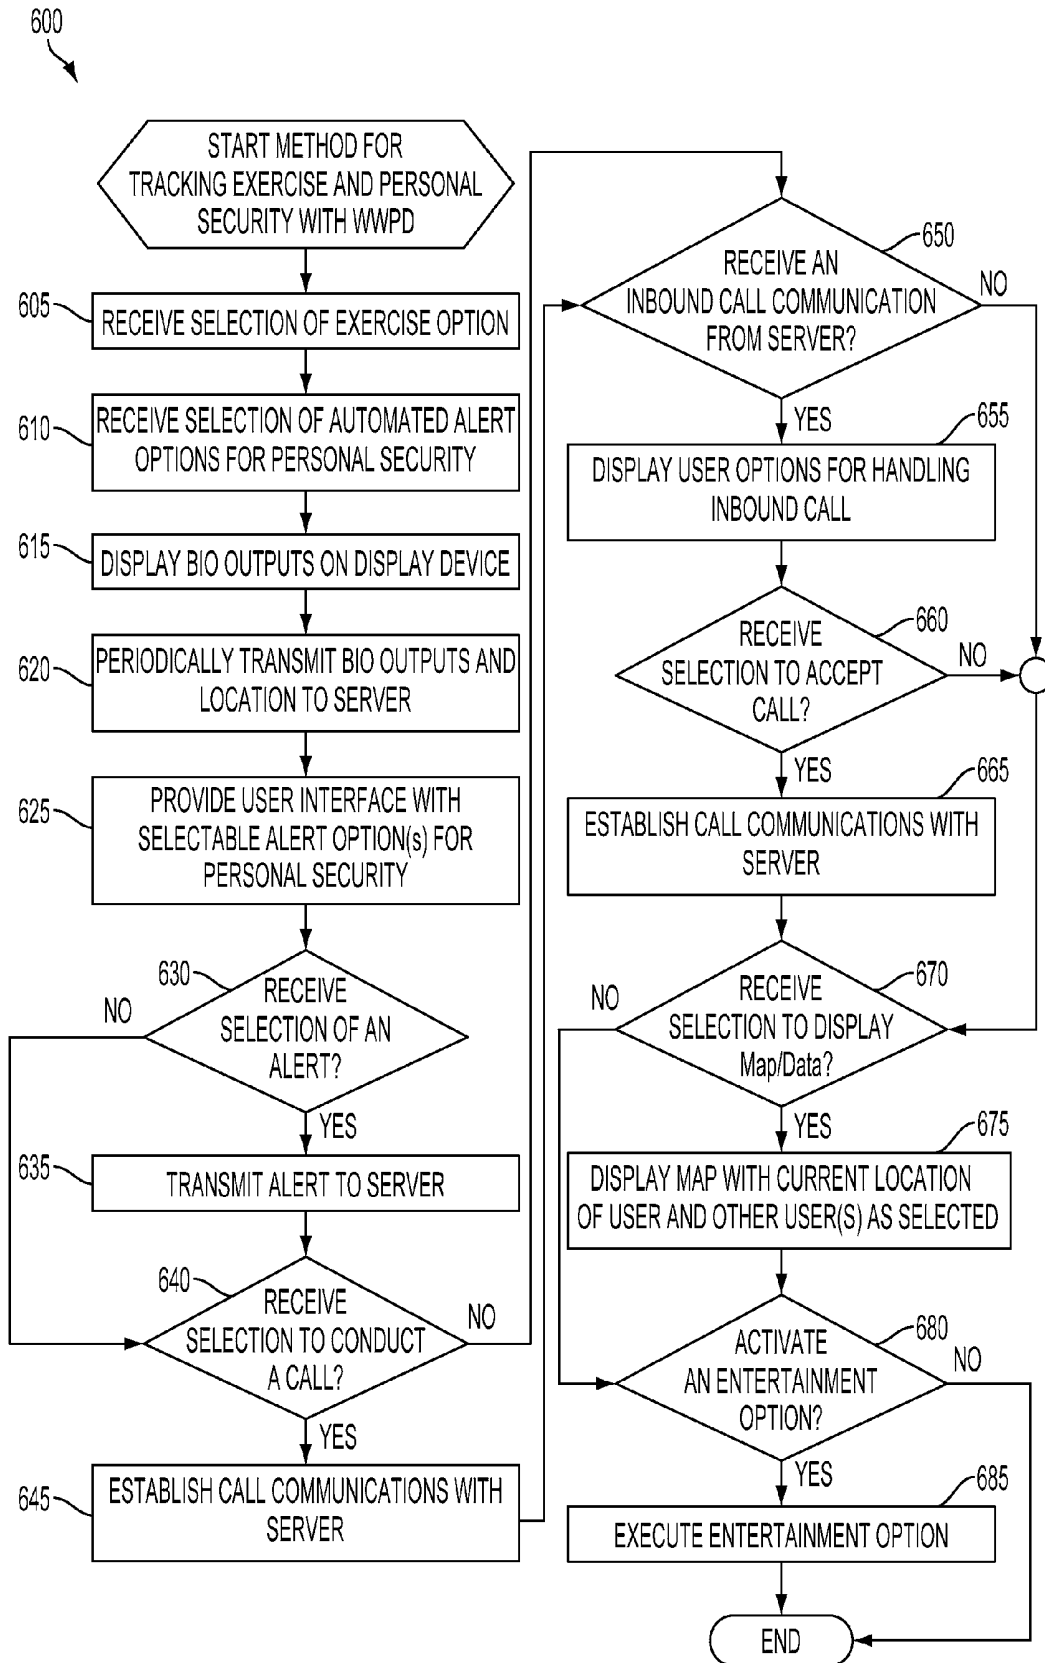 600
START METHOD FOR
TRACKING EXERCISE AND PERSONAL
SECURITY WITH WWPD
605
RECEIVE SELECTION OF EXERCISE OPTION
610
RECEIVE SELECTION OF AUTOMATED ALERT
OPTIONS FOR PERSONAL SECURITY
615
DISPLAY BIO OUTPUTS ON DISPLAY DEVICE
620
PERIODICALLY TRANSMIT BIO OUTPUTS AND
LOCATION TO SERVER
625
PROVIDE USER INTERFACE WITH
SELECTABLE ALERT OPTION(s) FOR
PERSONAL SECURITY
630
RECEIVE
SELECTION OF AN
ALERT?
NO
YES
635
TRANSMIT ALERT TO SERVER
640
RECEIVE
SELECTION TO CONDUCT
A CALL?
NO
YES
645
ESTABLISH CALL COMMUNICATIONS WITH
SERVER
650
RECEIVE AN
INBOUND CALL COMMUNICATION
FROM SERVER?
NO
YES
655
DISPLAY USER OPTIONS FOR HANDLING
INBOUND CALL
660
RECEIVE
SELECTION TO ACCEPT
CALL?
NO
YES
665
ESTABLISH CALL COMMUNICATIONS WITH
SERVER
670
RECEIVE
SELECTION TO DISPLAY
Map/Data?
NO
YES
675
DISPLAY MAP WITH CURRENT LOCATION
OF USER AND OTHER USER(S) AS SELECTED
680
ACTIVATE
AN ENTERTAINMENT
OPTION?
NO
YES
685
EXECUTE ENTERTAINMENT OPTION
END